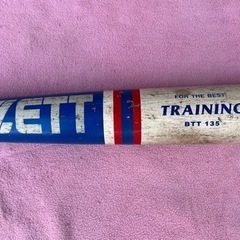 ZETT
FOR THE BEST
TRAINING
BTT 135